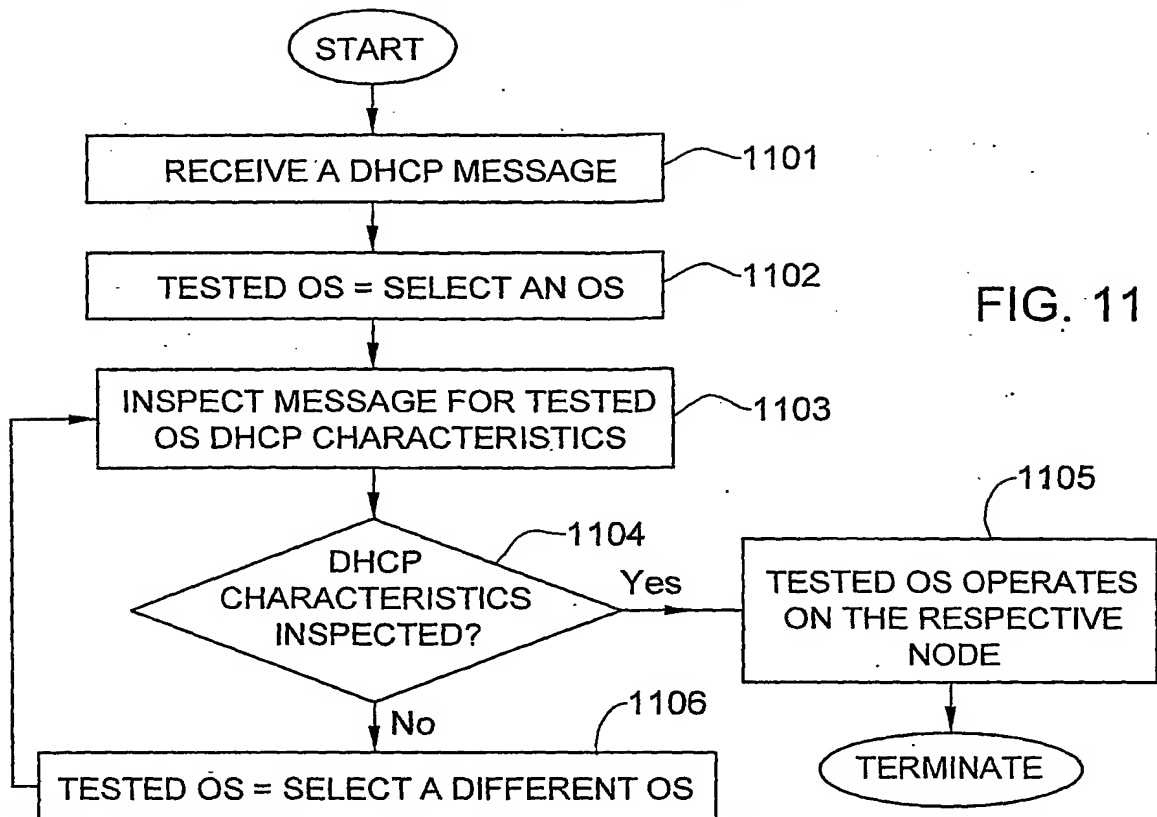 START
RECEIVE A DHCP MESSAGE
1101
TESTED OS = SELECT AN OS
1102
FIG. 11
INSPECT MESSAGE FOR TESTED
OS DHCP CHARACTERISTICS
1103
DHCP
CHARACTERISTICS
INSPECTED?
1104
Yes
1105
TESTED OS OPERATES
ON THE RESPECTIVE
NODE
No
1106
TESTED OS = SELECT A DIFFERENT OS
TERMINATE